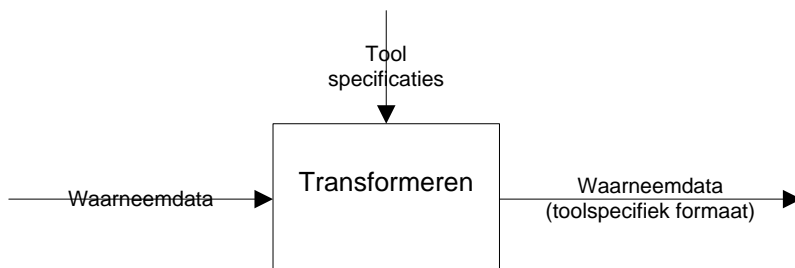 Tool
specificaties
Transformeren
Waarneemdata
Waarneemdata
(toolspecifiek formaat)